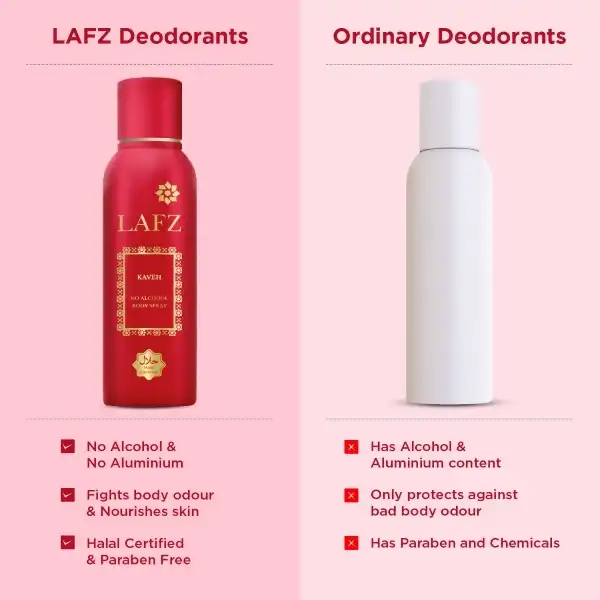 LAFZ Deodorants
LAFZ
KAVEH
NO ALCOHOL
BODY SPRAY
حلال
No Alcohol &
No Aluminium
Fights body odour
& Nourishes skin
Halal Certified
& Paraben Free
Ordinary Deodorants
Has Alcohol &
Aluminium content
Only protects against
bad body odour
Has Paraben and Chemicals